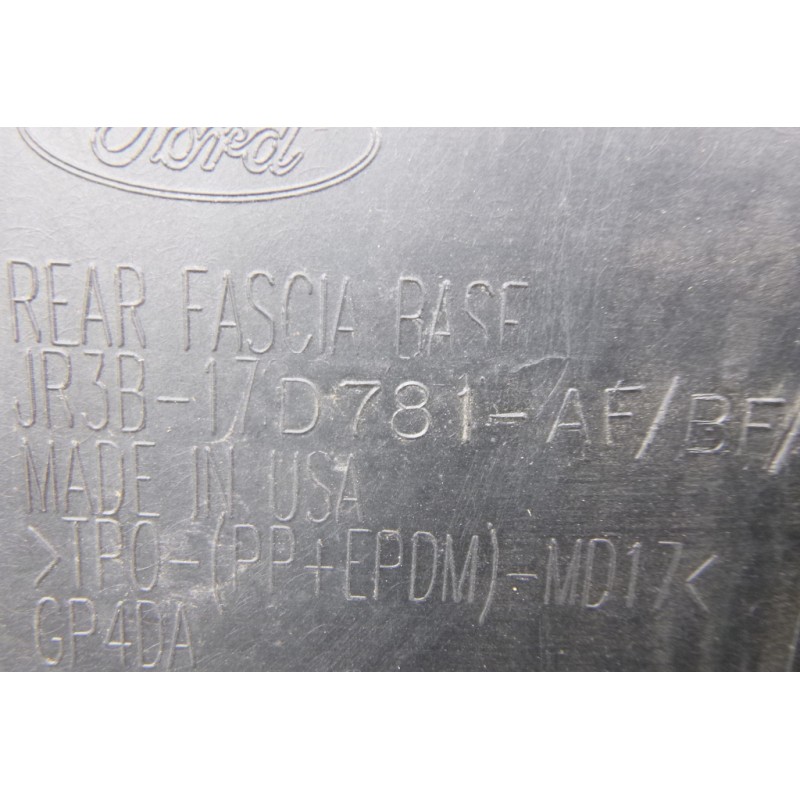 Ford
REAR FASCIA BASE
JR3B-17D781-AF/BF/
MADE IN USA
>TPO-(PP+EPDM)-MD17<
GP4DA